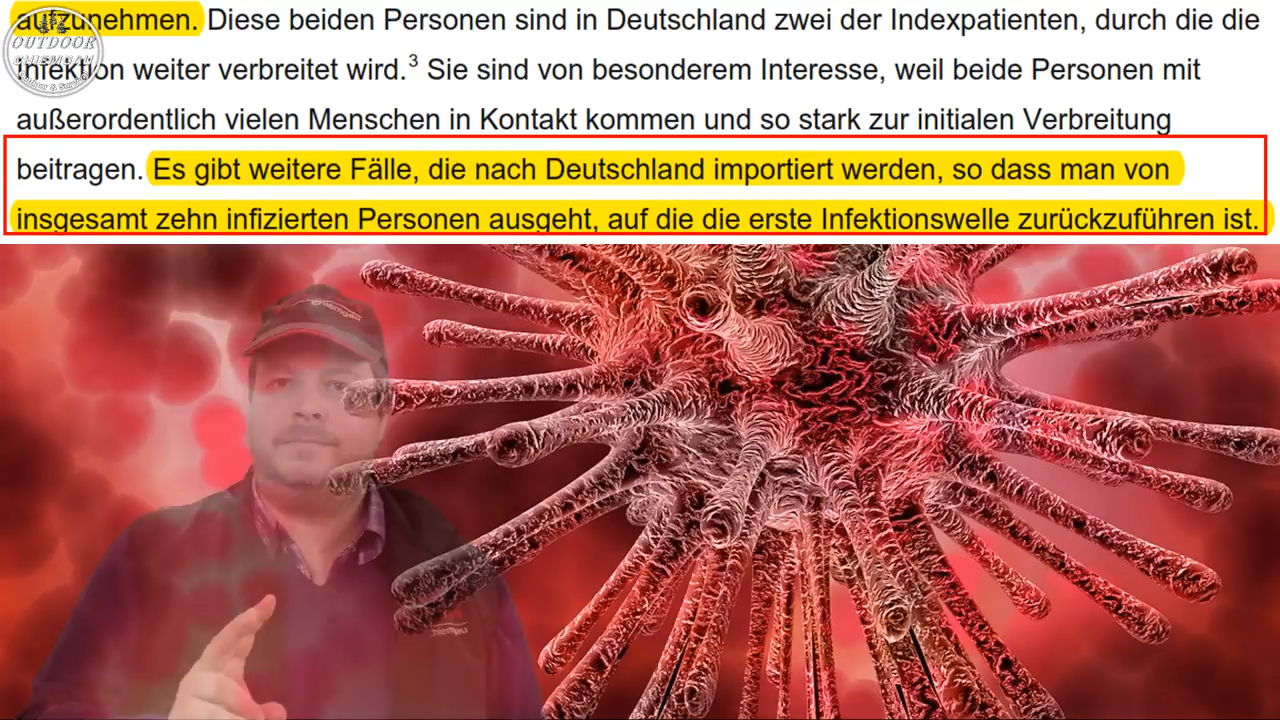 aufzunehmen. Diese beiden Personen sind in Deutschland zwei der Indexpatienten, durch die die
OUTDOOR
CHIEMGAU
Infektion weiter verbreitet wird.³ Sie sind von besonderem Interesse, weil beide Personen mit
außerordentlich vielen Menschen in Kontakt kommen und so stark zur initialen Verbreitung
beitragen. Es gibt weitere Fälle, die nach Deutschland importiert werden, so dass man von
insgesamt zehn infizierten Personen ausgeht, auf die die erste Infektionswelle zurückzuführen ist.
chiemgau